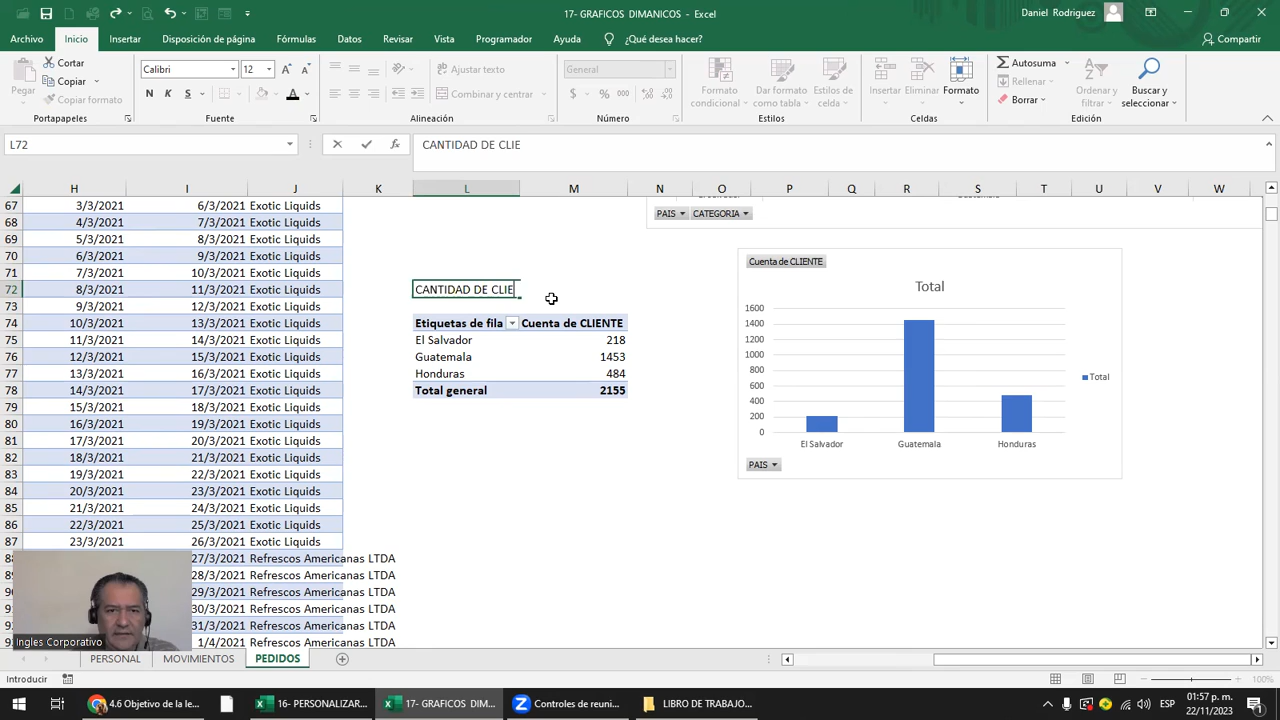 17- GRAFICOS DIMANICOS - Excel
Daniel Rodriguez
Archivo Inicio Insertar Disposición de página Fórmulas Datos Revisar Vista Programador Ayuda ¿Qué desea hacer? Compartir
Pegar
Cortar
Copiar
Copiar formato
Portapapeles
Calibri 12
N K S
Fuente
Ajustar texto
Combinar y centrar
Alineación
General
$ % 000
Número
Formato condicional
Dar formato como tabla
Estilos de celda
Estilos
Insertar
Eliminar
Formato
Celdas
Autosuma
Rellenar
Borrar
Ordenar y filtrar
Buscar y seleccionar
Edición
L72 fx CANTIDAD DE CLIE
H I J K L M N O P Q R S T U V W
67 3/3/2021 6/3/2021 Exotic Liquids
68 4/3/2021 7/3/2021 Exotic Liquids
69 5/3/2021 8/3/2021 Exotic Liquids
70 6/3/2021 9/3/2021 Exotic Liquids
71 7/3/2021 10/3/2021 Exotic Liquids
72 8/3/2021 11/3/2021 Exotic Liquids CANTIDAD DE CLIE
73 9/3/2021 12/3/2021 Exotic Liquids
74 10/3/2021 13/3/2021 Exotic Liquids Etiquetas de fila Cuenta de CLIENTE
75 11/3/2021 14/3/2021 Exotic Liquids El Salvador 218
76 12/3/2021 15/3/2021 Exotic Liquids Guatemala 1453
77 13/3/2021 16/3/2021 Exotic Liquids Honduras 484
78 14/3/2021 17/3/2021 Exotic Liquids Total general 2155
79 15/3/2021 18/3/2021 Exotic Liquids
80 16/3/2021 19/3/2021 Exotic Liquids
81 17/3/2021 20/3/2021 Exotic Liquids
82 18/3/2021 21/3/2021 Exotic Liquids
83 19/3/2021 22/3/2021 Exotic Liquids
84 20/3/2021 23/3/2021 Exotic Liquids
85 21/3/2021 24/3/2021 Exotic Liquids
86 22/3/2021 25/3/2021 Exotic Liquids
87 23/3/2021 26/3/2021 Exotic Liquids
27/3/2021 Refrescos Americanas LTDA
28/3/2021 Refrescos Americanas LTDA
29/3/2021 Refrescos Americanas LTDA
30/3/2021 Refrescos Americanas LTDA
31/3/2021 Refrescos Americanas LTDA
1/4/2021 Refrescos Americanas LTDA
PAIS CATEGORIA
Cuenta de CLIENTE
Total
1600
1400
1200
1000
800
600
400
200
0
El Salvador Guatemala Honduras
Total
PAIS
Ingles Corporativo
PERSONAL MOVIMIENTOS PEDIDOS
Introducir
100%
4.6 Objetivo de la le...
16- PERSONALIZAR...
17- GRAFICOS DIM...
Controles de reuni...
LIBRO DE TRABAJO...
ESP
01:57 p. m.
22/11/2023